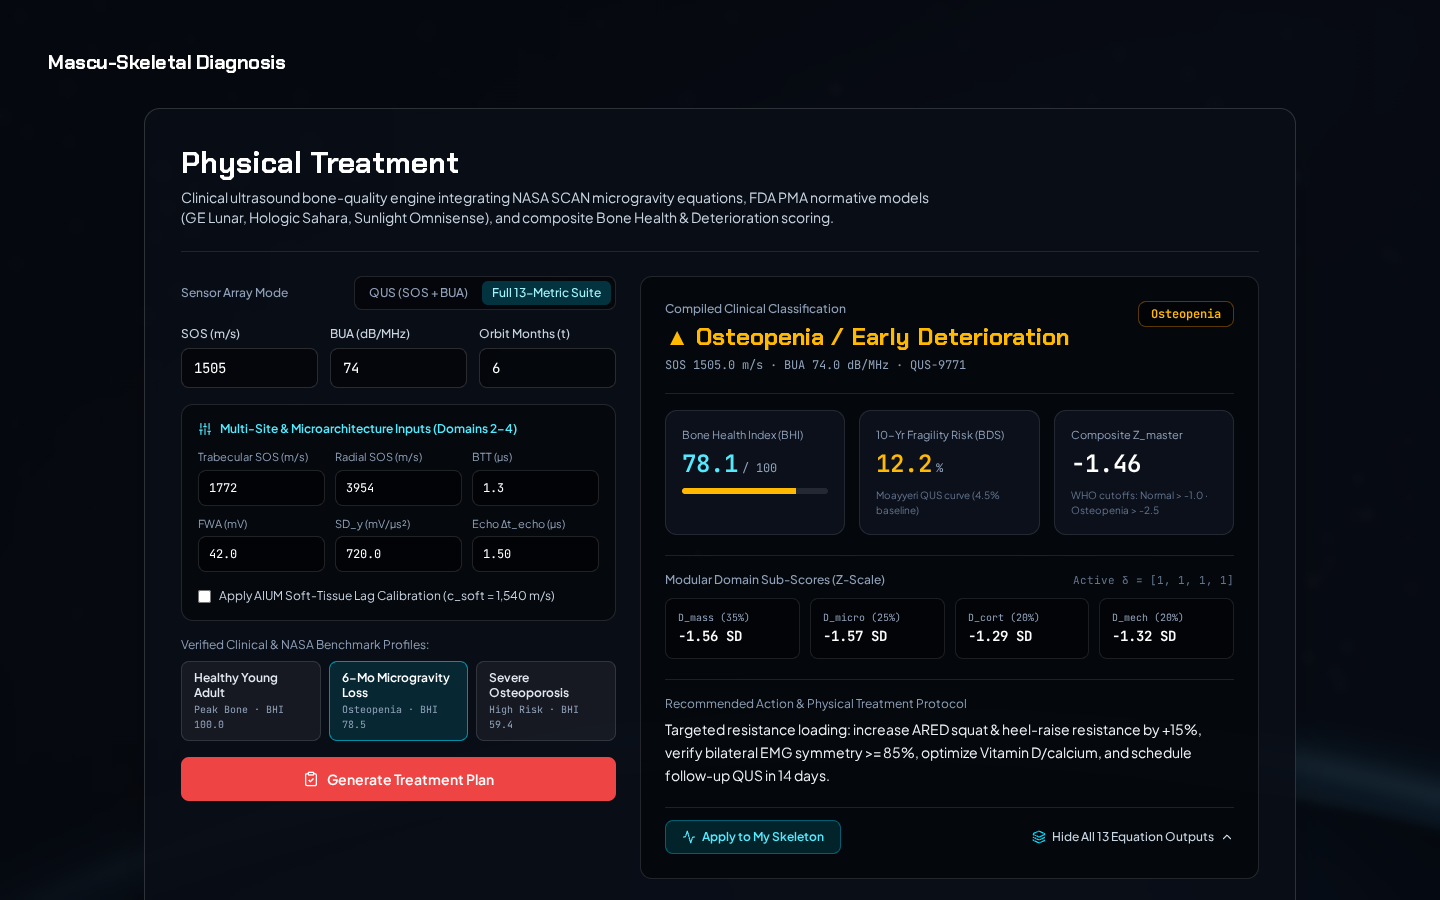 Mascu-Skeletal Diagnosis
Physical Treatment
Clinical ultrasound bone-quality engine integrating NASA SCAN microgravity equations, FDA PMA normative models
(GE Lunar, Hologic Sahara, Sunlight Omnisense), and composite Bone Health & Deterioration scoring.
Sensor Array Mode
QUS (SOS + BUA)
Full 13-Metric Suite
SOS (m/s)
BUA (dB/MHz)
Orbit Months (t)
1505
74
6
Multi-Site & Microarchitecture Inputs (Domains 2-4)
Trabecular SOS (m/s)
Radial SOS (m/s)
BTT (µs)
1772
3954
1.3
FWA (mV)
SD_y (mV/µs²)
Echo Δt_echo (µs)
42.0
720.0
1.50
Apply AIUM Soft-Tissue Lag Calibration (c_soft = 1,540 m/s)
Verified Clinical & NASA Benchmark Profiles:
Healthy Young
Adult
Peak Bone · BHI
100.0
6-Mo Microgravity
Loss
Osteopenia · BHI
78.5
Severe
Osteoporosis
High Risk · BHI
59.4
Generate Treatment Plan
Compiled Clinical Classification
Osteopenia
▲ Osteopenia / Early Deterioration
SOS 1505.0 m/s · BUA 74.0 dB/MHz · QUS-9771
Bone Health Index (BHI)
78.1 / 100
10-Yr Fragility Risk (BDS)
12.2 %
Moayyeri QUS curve (4.5%
baseline)
Composite Z_master
-1.46
WHO cutoffs: Normal > -1.0 ·
Osteopenia > -2.5
Modular Domain Sub-Scores (Z-Scale)
Active δ = [1, 1, 1, 1]
D_mass (35%)
-1.56 SD
D_micro (25%)
-1.57 SD
D_cort (20%)
-1.29 SD
D_mech (20%)
-1.32 SD
Recommended Action & Physical Treatment Protocol
Targeted resistance loading: increase ARED squat & heel-raise resistance by +15%,
verify bilateral EMG symmetry >= 85%, optimize Vitamin D/calcium, and schedule
follow-up QUS in 14 days.
Apply to My Skeleton
Hide All 13 Equation Outputs